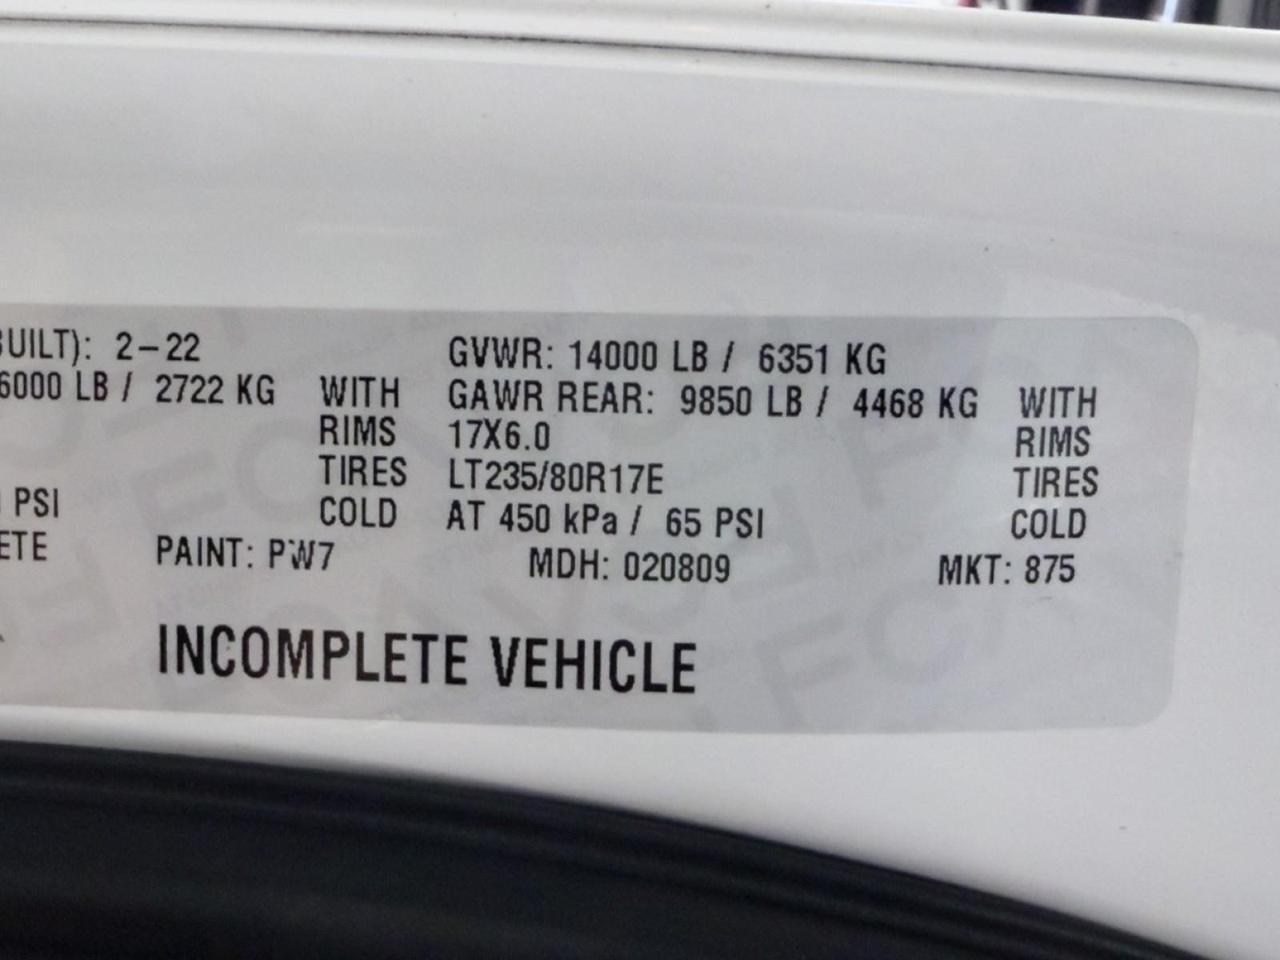 BUILT): 2-22 GVWR: 14000 LB / 6351 KG
6000 LB / 2722 KG WITH GAWR REAR: 9850 LB / 4468 KG WITH
RIMS 17X6.0 RIMS
TIRES LT235/80R17E TIRES
PSI COLD AT 450 kPa / 65 PSI COLD
ETE PAINT: PW7 MDH: 020809 MKT: 875
INCOMPLETE VEHICLE